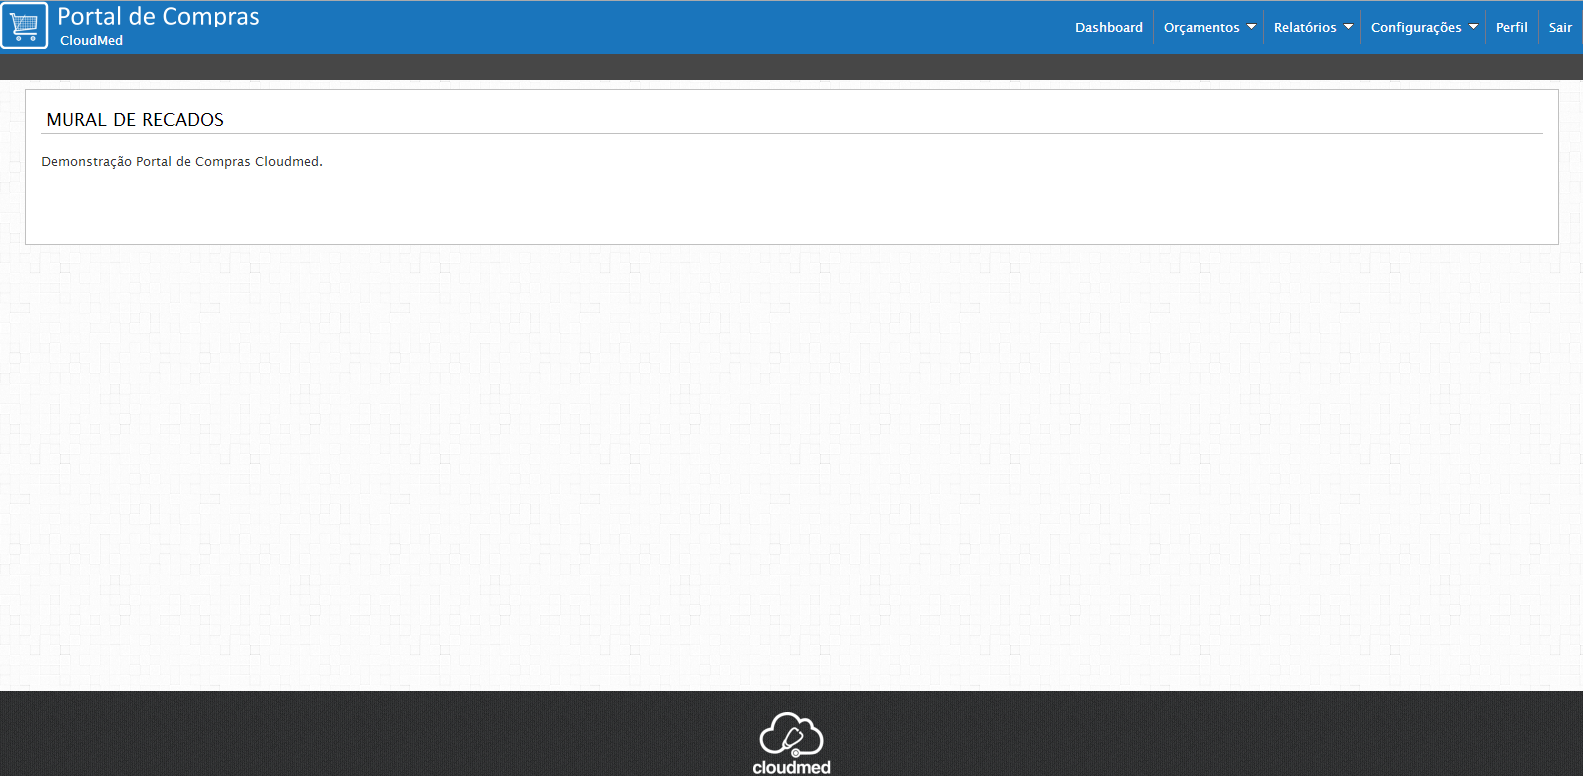 Portal de Compras
CloudMed
Dashboard Orçamentos Relatórios Configurações Perfil Sair
MURAL DE RECADOS
Demonstração Portal de Compras Cloudmed.
cloudmed